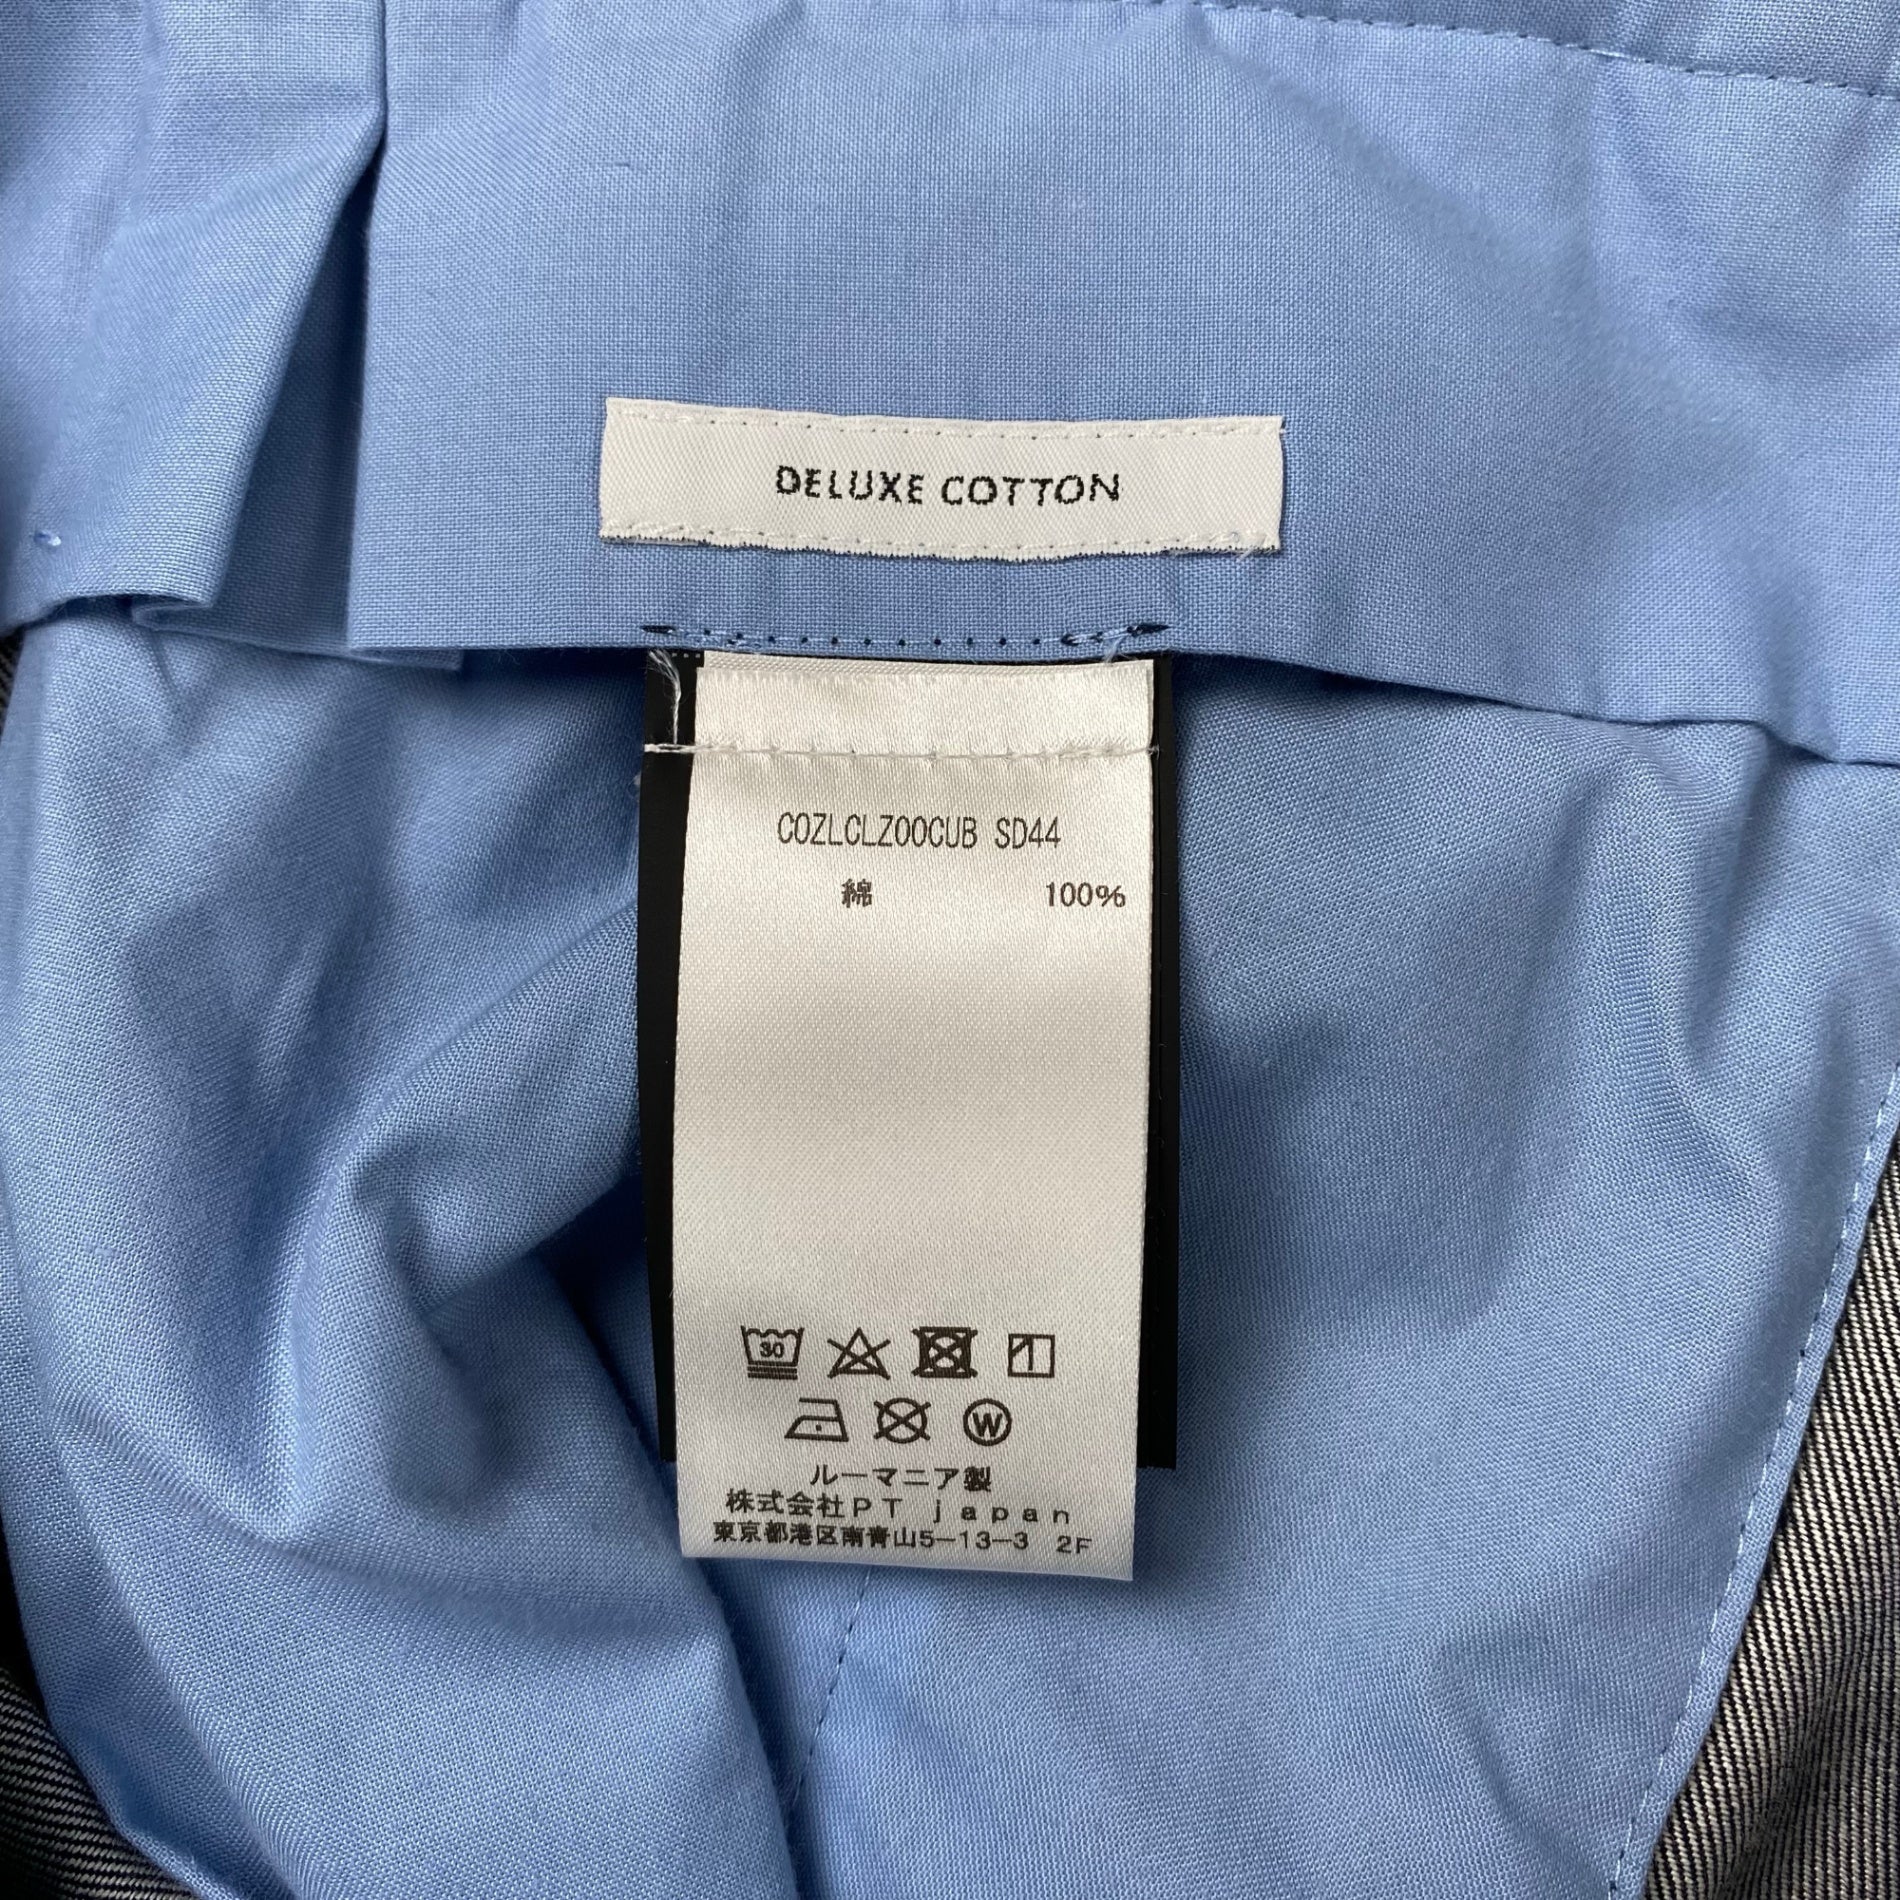 DELUXE COTTON
COZLCLZ00CUB SD44
綿 100%
30
W
ルーマニア製
株式会社PT japan
東京都港区南青山5-13-3 2F